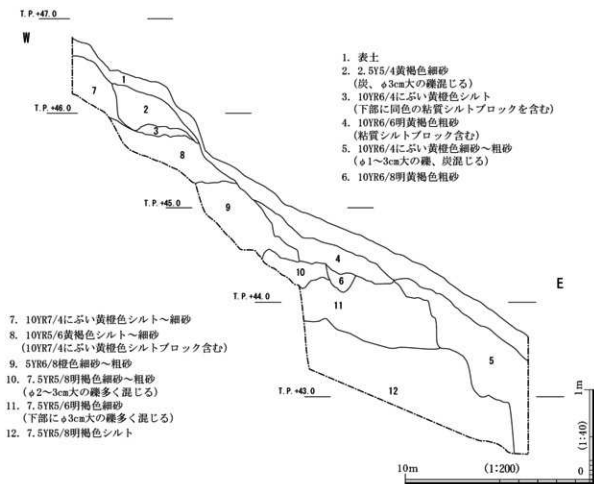 T. P. +47.0
W
T. P. +46.0
T. P. +45.0
T. P. +44.0
T. P. +43.0
E
1
2
3
4
5
6
7
8
9
10
11
12
1. 表土
2. 2.5Y5/4黄褐色細砂
(炭、φ3cm大の礫混じる)
3. 10YR6/4にぶい黄橙色シルト
(下部に同色の粘質シルトブロックを含む)
4. 10YR6/6明黄褐色粗砂
(粘質シルトブロック含む)
5. 10YR6/4にぶい黄橙色細砂～粗砂
(φ1～3cm大の礫、炭混じる)
6. 10YR6/8明黄褐色粗砂
7. 10YR7/4にぶい黄橙色シルト～細砂
8. 10YR5/6黄褐色シルト～細砂
(10YR7/4にぶい黄橙色シルトブロック含む)
9. 5YR6/8橙色細砂～粗砂
10. 7.5YR5/8明褐色細砂～粗砂
(φ2～3cm大の礫多く混じる)
11. 7.5YR5/6明褐色細砂
(下部にφ3cm大の礫多く混じる)
12. 7.5YR5/8明褐色シルト
1m
(1:40)
0
10m
(1:200)